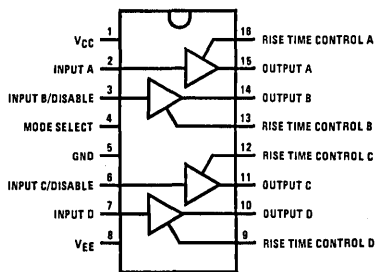 VCC 1 16 RISE TIME CONTROL A
INPUT A 2 15 OUTPUT A
INPUT B/DISABLE 3 14 OUTPUT B
MODE SELECT 4 13 RISE TIME CONTROL B
GND 5 12 RISE TIME CONTROL C
INPUT C/DISABLE 6 11 OUTPUT C
INPUT D 7 10 OUTPUT D
VEE 8 9 RISE TIME CONTROL D